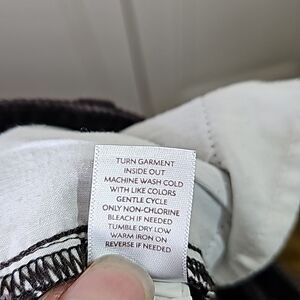 TURN GARMENT
INSIDE OUT
MACHINE WASH COLD
WITH LIKE COLORS
GENTLE CYCLE
ONLY NON-CHLORINE
BLEACH IF NEEDED
TUMBLE DRY LOW
WARM IRON ON
REVERSE IF NEEDED